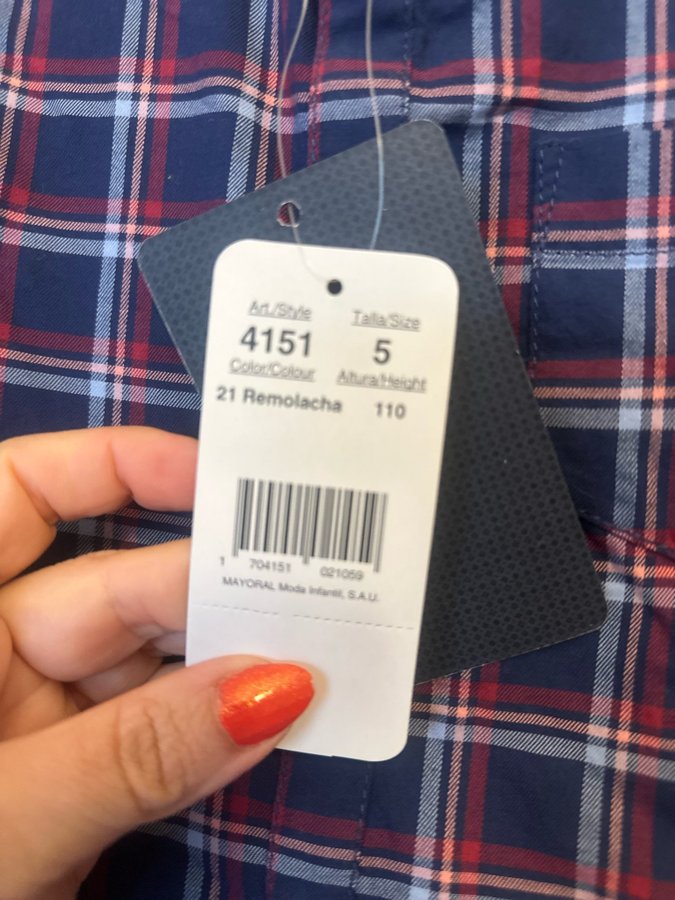 Art./Style Talla/Size
4151 5
Color/Colour Altura/Height
21 Remolacha 110
1 704151 021059
MAYORAL Moda Infantil, S.A.U.